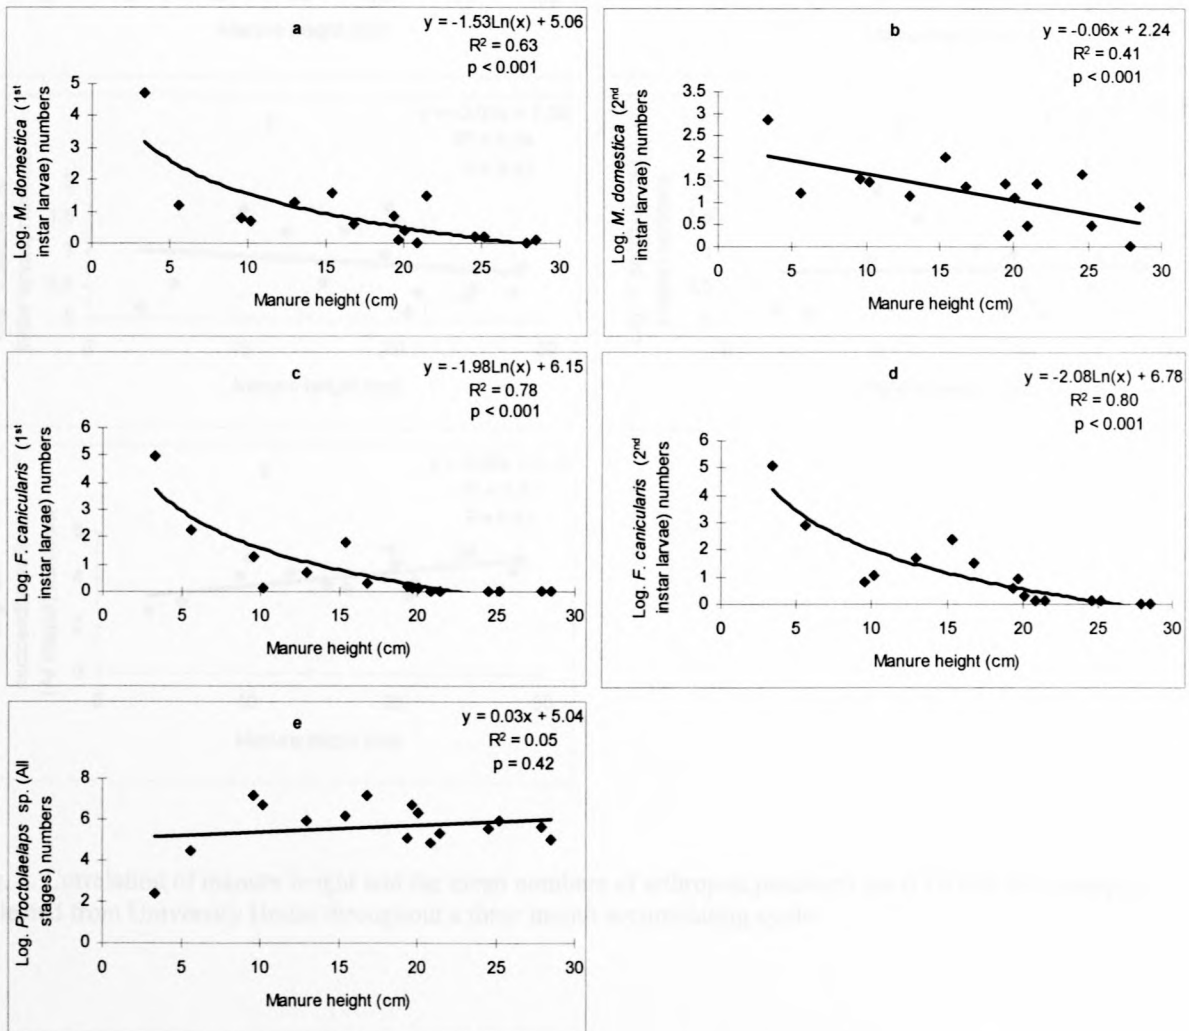 a
y = -1.53Ln(x) + 5.06
R² = 0.63
p < 0.001
Log. M. domestica (1st
instar larvae) numbers
5
4
3
2
1
0
0 5 10 15 20 25 30
Manure height (cm)
b
y = -0.06x + 2.24
R² = 0.41
p < 0.001
Log. M. domestica (2nd
instar larvae) numbers
3.5
3
2.5
2
1.5
1
0.5
0
0 5 10 15 20 25 30
Manure height (cm)
c
y = -1.98Ln(x) + 6.15
R² = 0.78
p < 0.001
Log. F. canicularis (1st
instar larvae) numbers
6
5
4
3
2
1
0
0 5 10 15 20 25 30
Manure height (cm)
d
y = -2.08Ln(x) + 6.78
R² = 0.80
p < 0.001
Log. F. canicularis (2nd
instar larvae) numbers
6
5
4
3
2
1
0
0 5 10 15 20 25 30
Manure height (cm)
e
y = 0.03x + 5.04
R² = 0.05
p = 0.42
Log. Proctolaelaps sp. (All
stages) numbers
8
6
4
2
0
0 5 10 15 20 25 30
Manure height (cm)